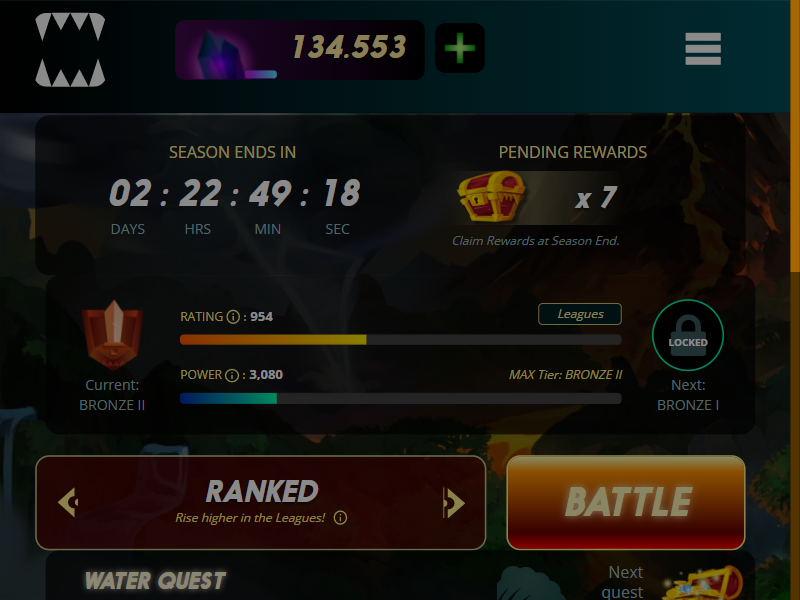 134.553
SEASON ENDS IN
02 : 22 : 49 : 18
DAYS HRS MIN SEC
PENDING REWARDS
x 7
Claim Rewards at Season End.
RATING : 954
Leagues
POWER : 3,080
MAX Tier: BRONZE II
Current:
BRONZE II
LOCKED
Next:
BRONZE I
RANKED
Rise higher in the Leagues!
BATTLE
WATER QUEST
Next
quest